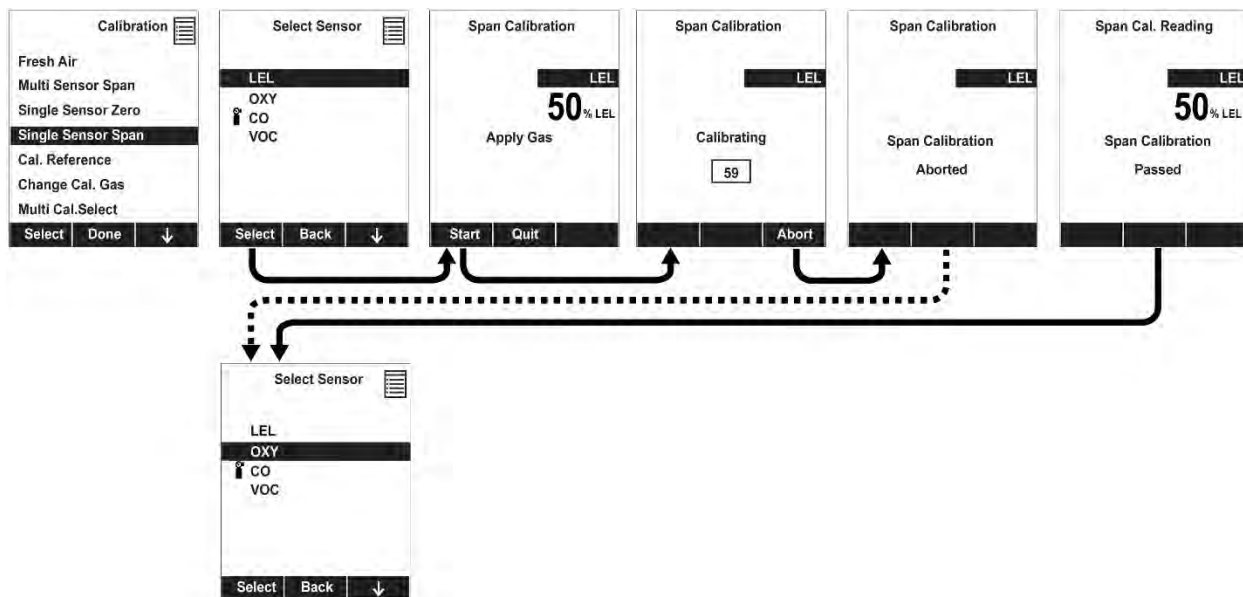 Calibration
Fresh Air
Multi Sensor Span
Single Sensor Zero
Single Sensor Span
Cal. Reference
Change Cal. Gas
Multi Cal.Select
Select Done ↓
Select Sensor
LEL
OXY
CO
VOC
Select Back ↓
Span Calibration
LEL
50% LEL
Apply Gas
Start Quit
Span Calibration
LEL
Calibrating
59
Abort
Span Calibration
LEL
Span Calibration
Aborted
Span Cal. Reading
LEL
50% LEL
Span Calibration
Passed
Select Sensor
LEL
OXY
CO
VOC
Select Back ↓